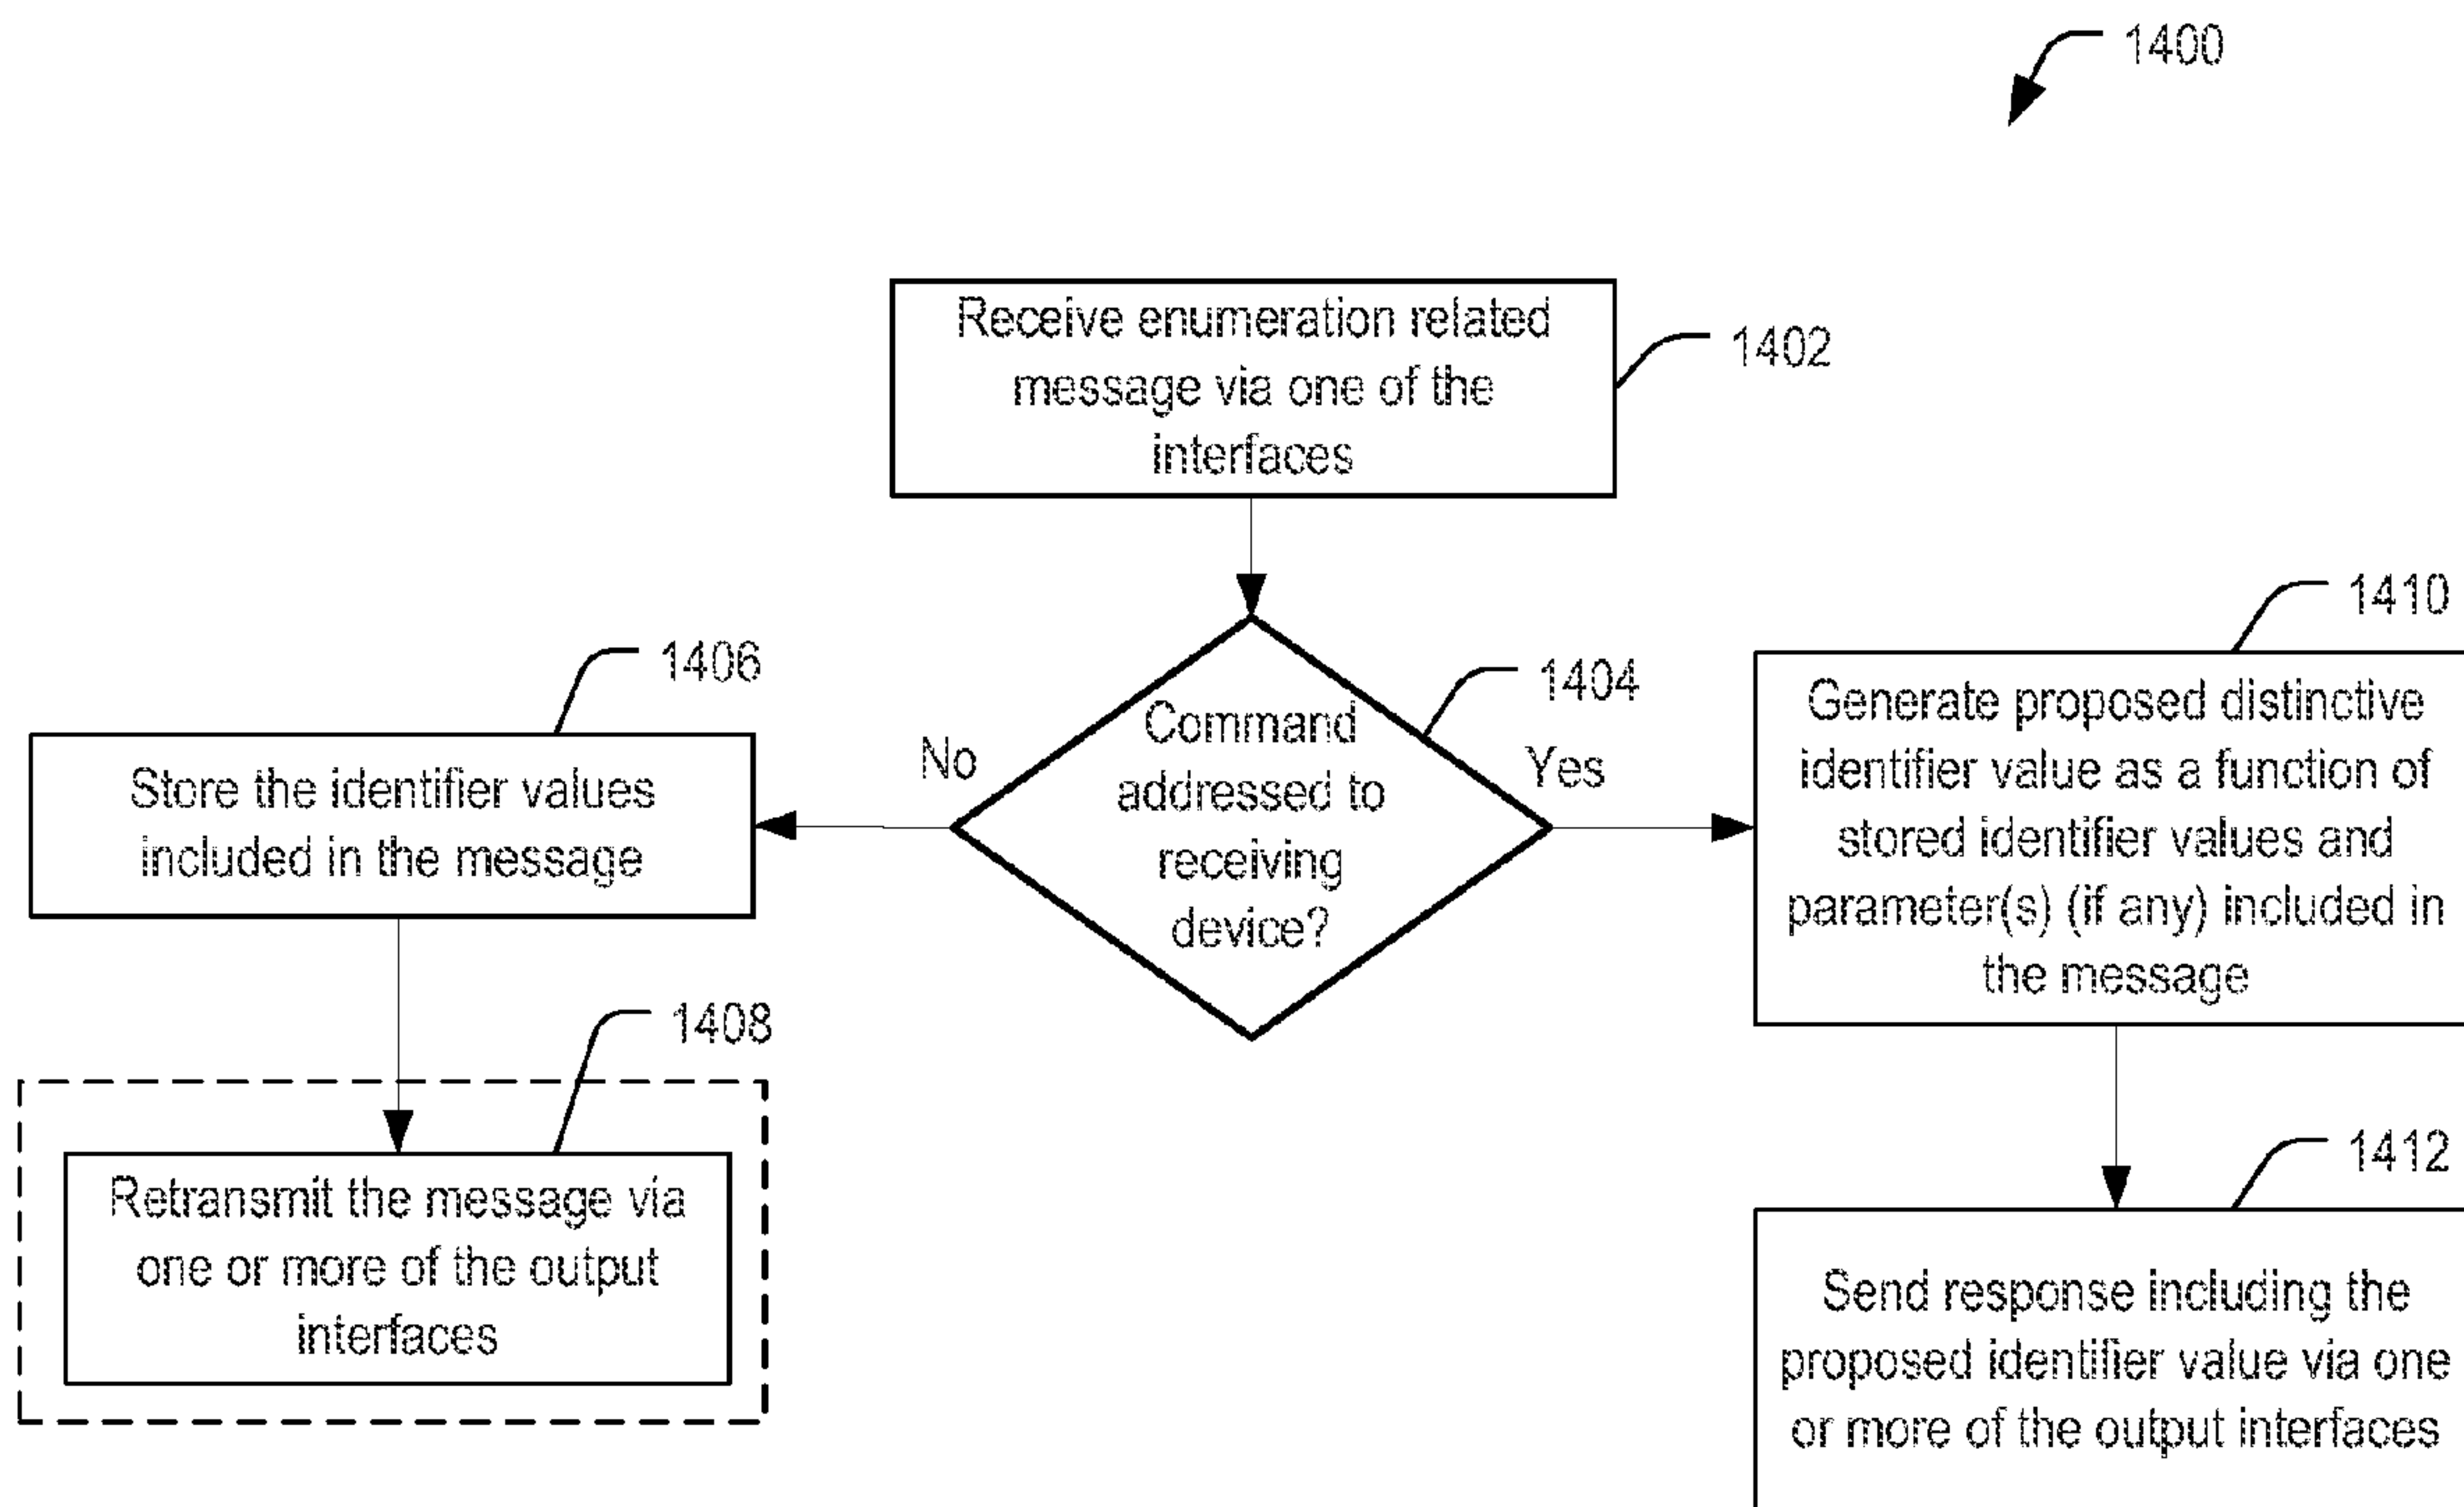 1400
Receive enumeration related
message via one of the
interfaces
1402
1404
Command
addressed to
receiving
device?
No
Yes
1406
Store the identifier values
included in the message
1408
Retransmit the message via
one or more of the output
interfaces
1410
Generate proposed distinctive
identifier value as a function of
stored identifier values and
parameter(s) (if any) included in
the message
1412
Send response including the
proposed identifier value via one
or more of the output interfaces